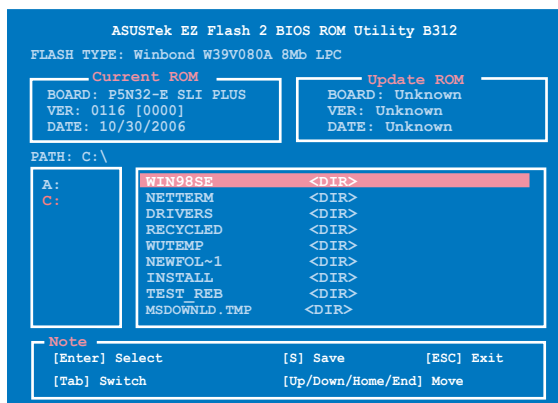 ASUSTek EZ Flash 2 BIOS ROM Utility B312
FLASH TYPE: Winbond W39V080A 8Mb LPC
Current ROM
BOARD: P5N32-E SLI PLUS
VER: 0116 [0000]
DATE: 10/30/2006
Update ROM
BOARD: Unknown
VER: Unknown
DATE: Unknown
PATH: C:\
A:
C:
WIN98SE <DIR>
NETTERM <DIR>
DRIVERS <DIR>
RECYCLED <DIR>
WUTEMP <DIR>
NEWFOL~1 <DIR>
INSTALL <DIR>
TEST_REB <DIR>
MSDOWNLD.TMP <DIR>
Note
[Enter] Select [S] Save [ESC] Exit
[Tab] Switch [Up/Down/Home/End] Move